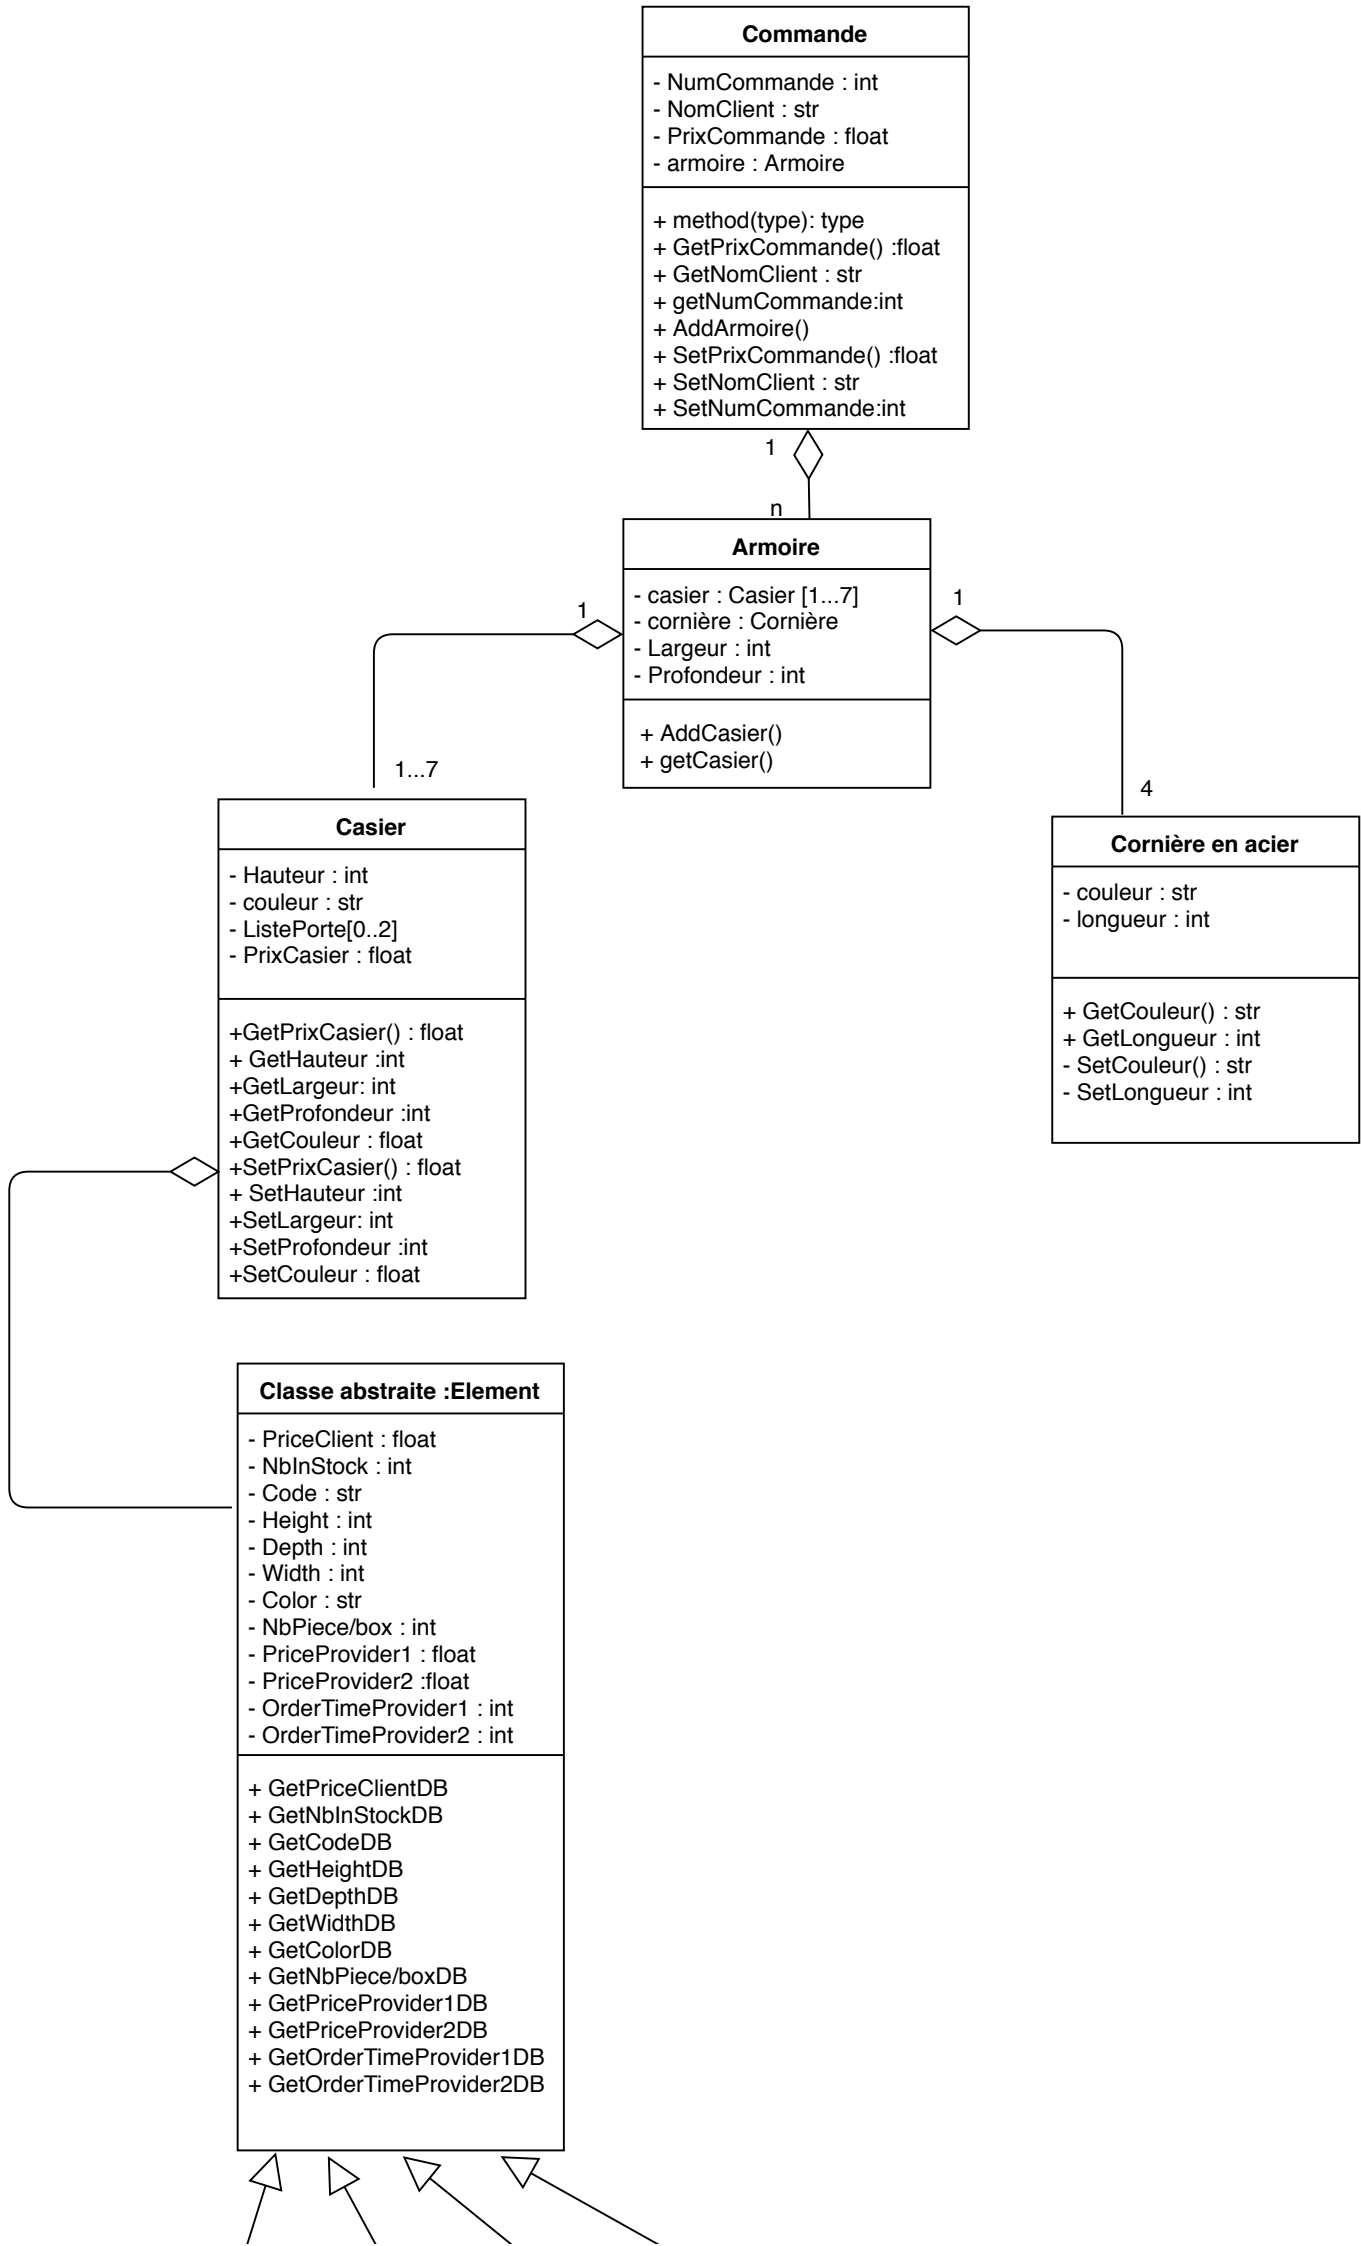 Commande
- NumCommande : int
- NomClient : str
- PrixCommande : float
- armoire : Armoire
+ method(type): type
+ GetPrixCommande() :float
+ GetNomClient : str
+ getNumCommande:int
+ AddArmoire()
+ SetPrixCommande() :float
+ SetNomClient : str
+ SetNumCommande:int
1
n
Armoire
- casier : Casier [1...7]
- cornière : Cornière
- Largeur : int
- Profondeur : int
+ AddCasier()
+ getCasier()
1
1
1...7
4
Casier
- Hauteur : int
- couleur : str
- ListePorte[0..2]
- PrixCasier : float
+GetPrixCasier() : float
+ GetHauteur :int
+GetLargeur: int
+GetProfondeur :int
+GetCouleur : float
+SetPrixCasier() : float
+ SetHauteur :int
+SetLargeur: int
+SetProfondeur :int
+SetCouleur : float
Cornière en acier
- couleur : str
- longueur : int
+ GetCouleur() : str
+ GetLongueur : int
- SetCouleur() : str
- SetLongueur : int
Classe abstraite :Element
- PriceClient : float
- NbInStock : int
- Code : str
- Height : int
- Depth : int
- Width : int
- Color : str
- NbPiece/box : int
- PriceProvider1 : float
- PriceProvider2 :float
- OrderTimeProvider1 : int
- OrderTimeProvider2 : int
+ GetPriceClientDB
+ GetNbInStockDB
+ GetCodeDB
+ GetHeightDB
+ GetDepthDB
+ GetWidthDB
+ GetColorDB
+ GetNbPiece/boxDB
+ GetPriceProvider1DB
+ GetPriceProvider2DB
+ GetOrderTimeProvider1DB
+ GetOrderTimeProvider2DB